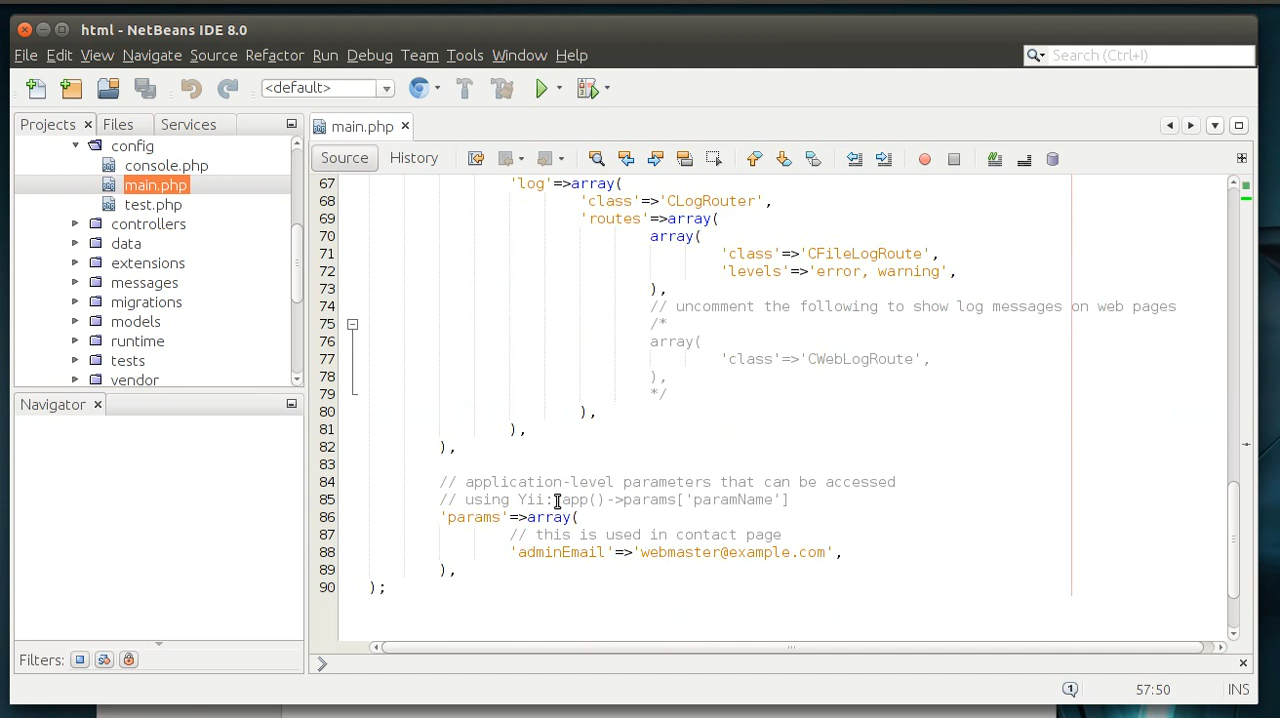 html - NetBeans IDE 8.0
File Edit View Navigate Source Refactor Run Debug Team Tools Window Help
Search (Ctrl+I)
<default>
Projects Files Services
main.php
config
console.php
main.php
test.php
controllers
data
extensions
messages
migrations
models
runtime
tests
vendor
Navigator
Filters:
Source History
67 'log'=>array(
68 'class'=>'CLogRouter',
69 'routes'=>array(
70 array(
71 'class'=>'CFileLogRoute',
72 'levels'=>'error, warning',
73 ),
74 // uncomment the following to show log messages on web pages
75 /*
76 array(
77 'class'=>'CWebLogRoute',
78 ),
79 */
80 ),
81 ),
82 ),
83
84 // application-level parameters that can be accessed
85 // using Yii::app()->params['paramName']
86 'params'=>array(
87 // this is used in contact page
88 'adminEmail'=>'webmaster@example.com',
89 ),
90 );
1 57:50 INS